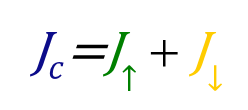 J_c = J_↑ + J_↓